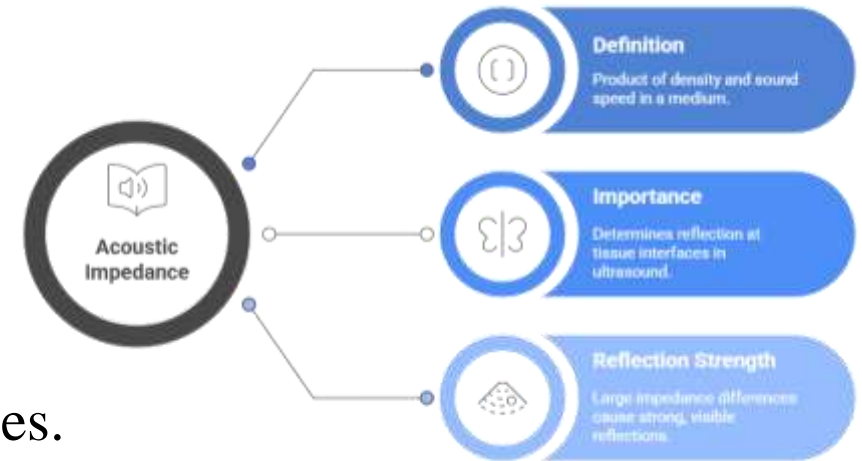 Acoustic
Impedance
Definition
Product of density and sound
speed in a medium.
Importance
Determines reflection at
tissue interfaces in
ultrasound.
Reflection Strength
Large impedance differences
cause strong, visible
reflections.
es.